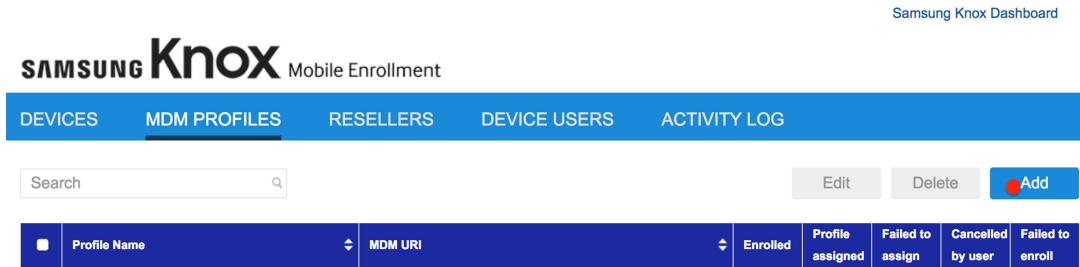 Samsung Knox Dashboard
SAMSUNG Knox Mobile Enrollment
DEVICES MDM PROFILES RESELLERS DEVICE USERS ACTIVITY LOG
Search Edit Delete Add
Profile Name MDM URI Enrolled Profile assigned Failed to assign Cancelled by user Failed to enroll